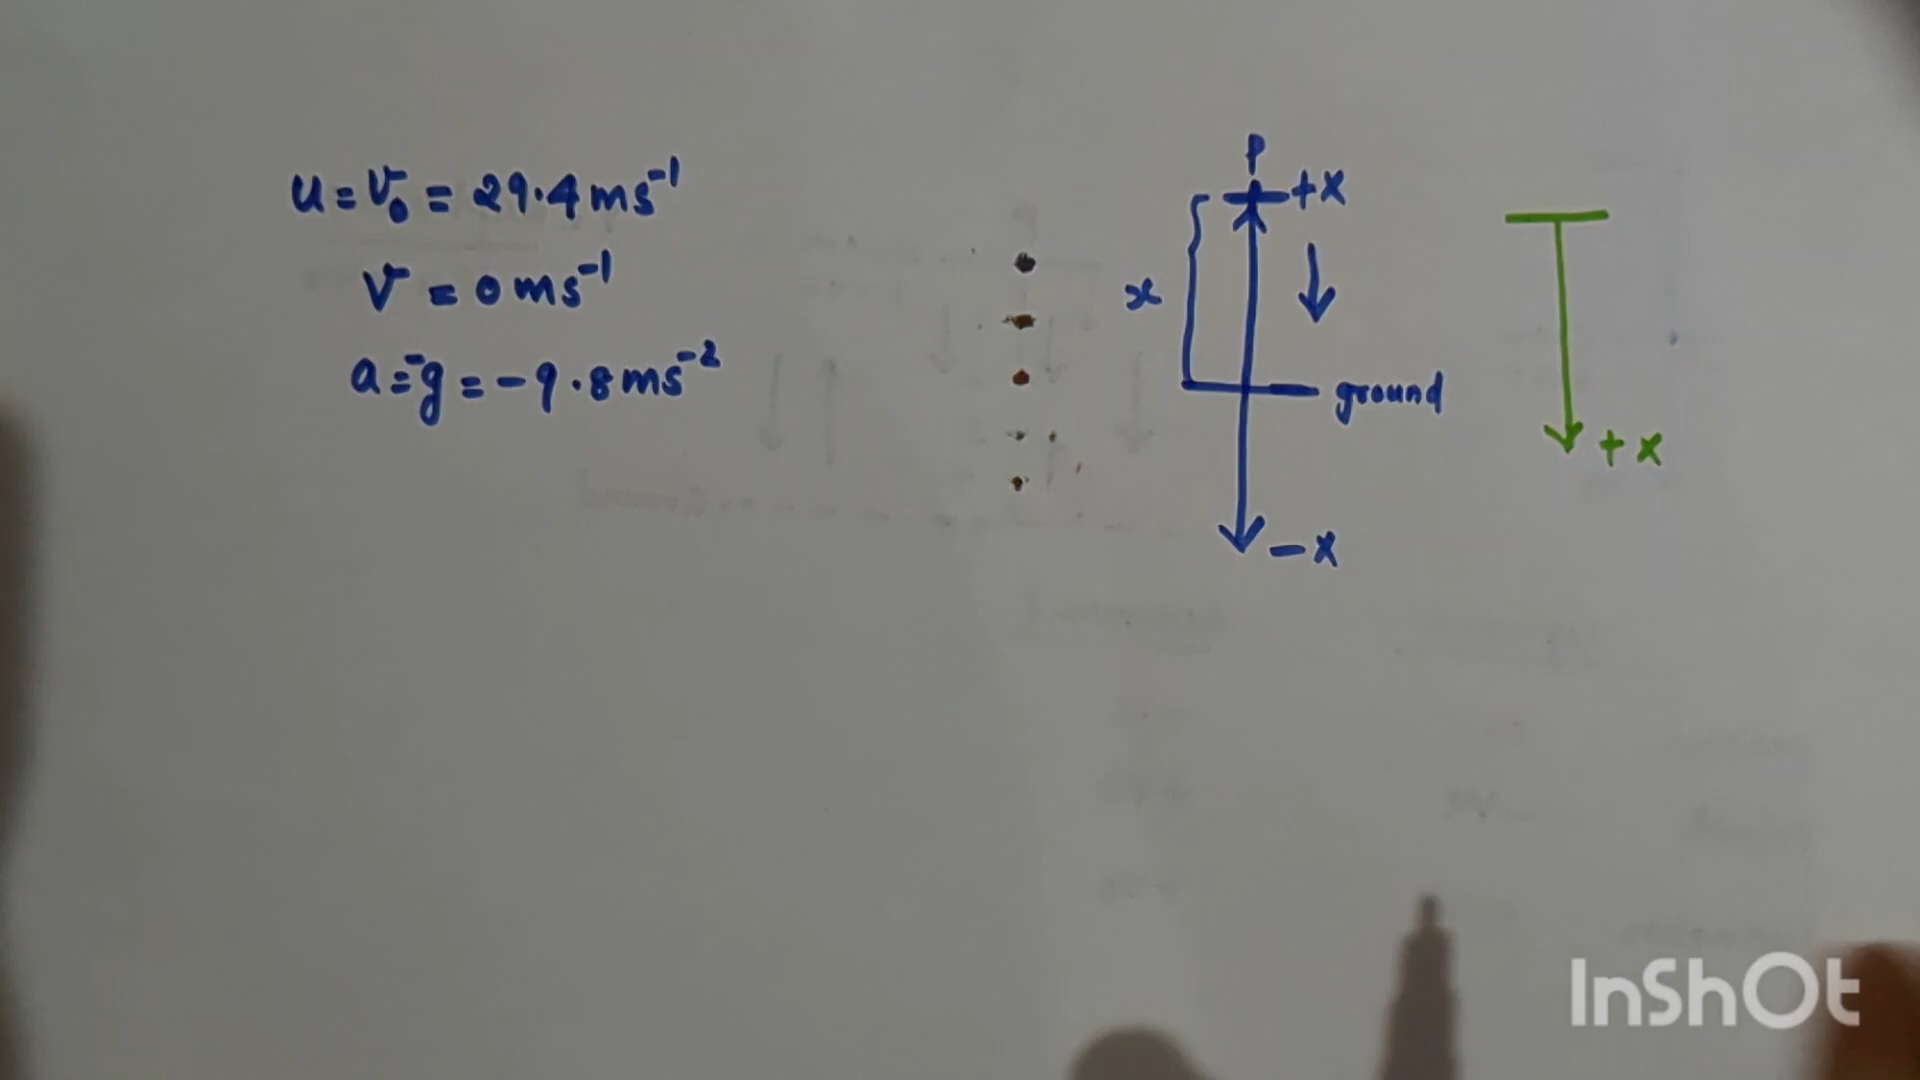 u = v₀ = 29.4 ms⁻¹
v = 0 ms⁻¹
a = -g = -9.8 ms⁻²
P
+x
x
ground
-x
+x
InShOt